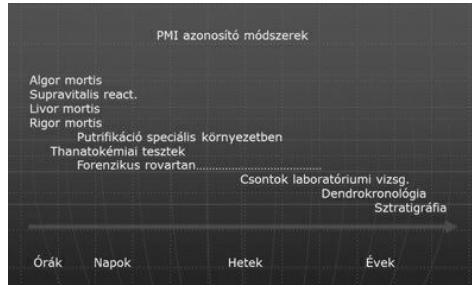 PMI azonosító módszerek
Algor mortis
Supravitalis react.
Livor mortis
Rigor mortis
Putrifikáció speciális környezetben
Thanatokémiai tesztek
Forenzikus rovartan................................
Csontok laboratóriumi vizsg.
Dendrokronológia
Sztratigráfia
Órák Napok Hetek Évek